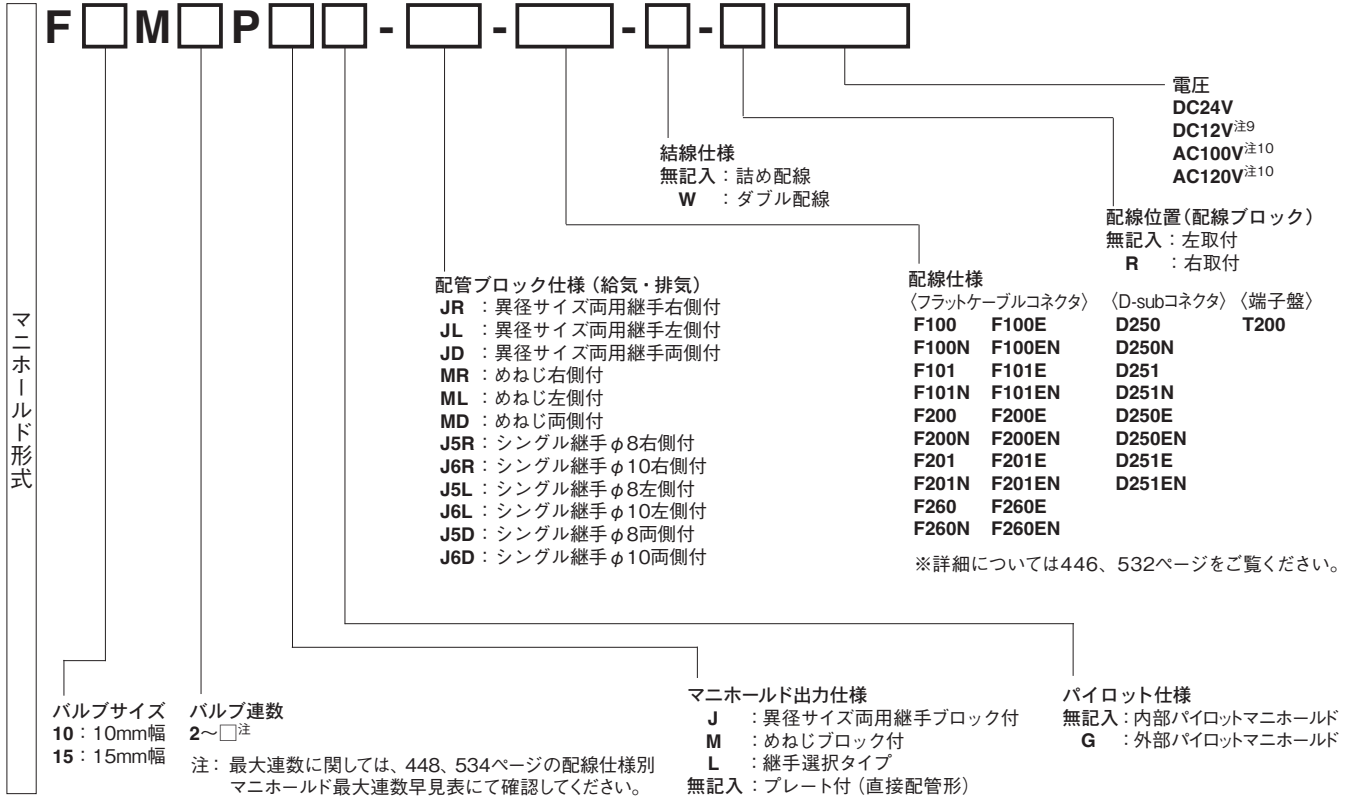 マニホールド形式
F□M□P□□-□-□-□-□□
電圧
DC24V
DC12V注9
AC100V注10
AC120V注10
結線仕様
無記入：詰め配線
W ：ダブル配線
配線位置（配線ブロック）
無記入：左取付
R ：右取付
配管ブロック仕様（給気・排気）
JR ：異径サイズ両用継手右側付
JL ：異径サイズ両用継手左側付
JD ：異径サイズ両用継手両側付
MR ：めねじ右側付
ML ：めねじ左側付
MD ：めねじ両側付
J5R：シングル継手φ8右側付
J6R：シングル継手φ10右側付
J5L：シングル継手φ8左側付
J6L：シングル継手φ10左側付
J5D：シングル継手φ8両側付
J6D：シングル継手φ10両側付
配線仕様
〈フラットケーブルコネクタ〉 〈D-subコネクタ〉 〈端子盤〉
F100 F100E D250 T200
F100N F100EN D250N
F101 F101E D251
F101N F101EN D251N
F200 F200E D250E
F200N F200EN D250EN
F201 F201E D251E
F201N F201EN D251EN
F260 F260E
F260N F260EN
※詳細については446、532ページをご覧ください。
バルブサイズ
10：10mm幅
15：15mm幅
バルブ連数
2～□注
注：最大連数に関しては、448、534ページの配線仕様別
マニホールド最大連数早見表にて確認してください。
マニホールド出力仕様
J ：異径サイズ両用継手ブロック付
M ：めねじブロック付
L ：継手選択タイプ
無記入：プレート付（直接配管形）
パイロット仕様
無記入：内部パイロットマニホールド
G ：外部パイロットマニホールド